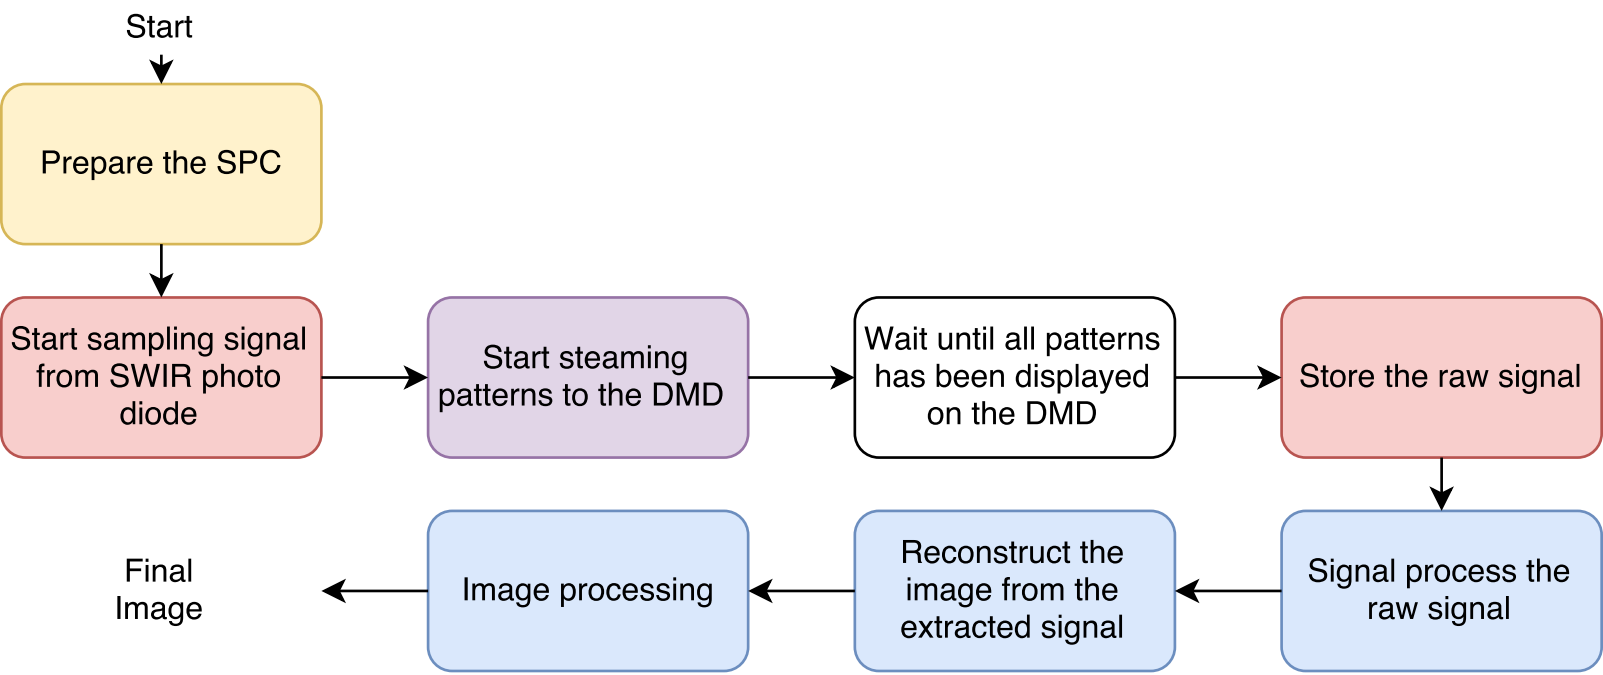 Start
Prepare the SPC
Start sampling signal
from SWIR photo
diode
Start steaming
patterns to the DMD
Wait until all patterns
has been displayed
on the DMD
Store the raw signal
Signal process the
raw signal
Reconstruct the
image from the
extracted signal
Image processing
Final
Image